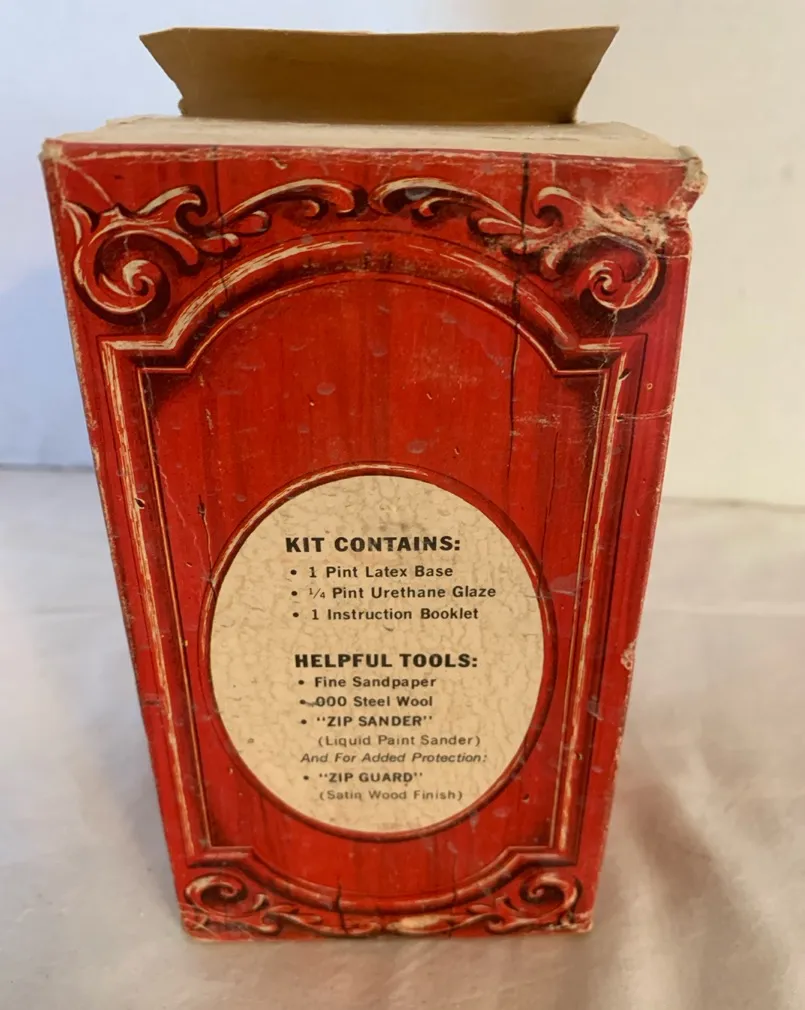 KIT CONTAINS:
• 1 Pint Latex Base
• ¼ Pint Urethane Glaze
• 1 Instruction Booklet
HELPFUL TOOLS:
• Fine Sandpaper
• 000 Steel Wool
• "ZIP SANDER"
(Liquid Paint Sander)
And For Added Protection:
• "ZIP GUARD"
(Satin Wood Finish)